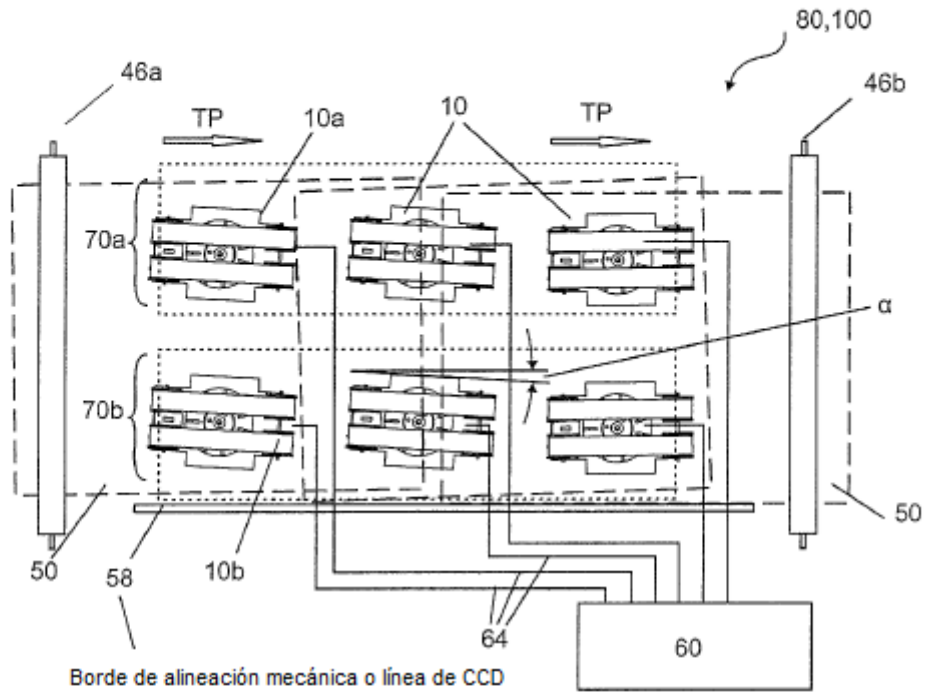 80,100
46a
46b
TP
10a
10
TP
70a
α
70b
50
58
10b
64
60
50
Borde de alineación mecánica o línea de CCD